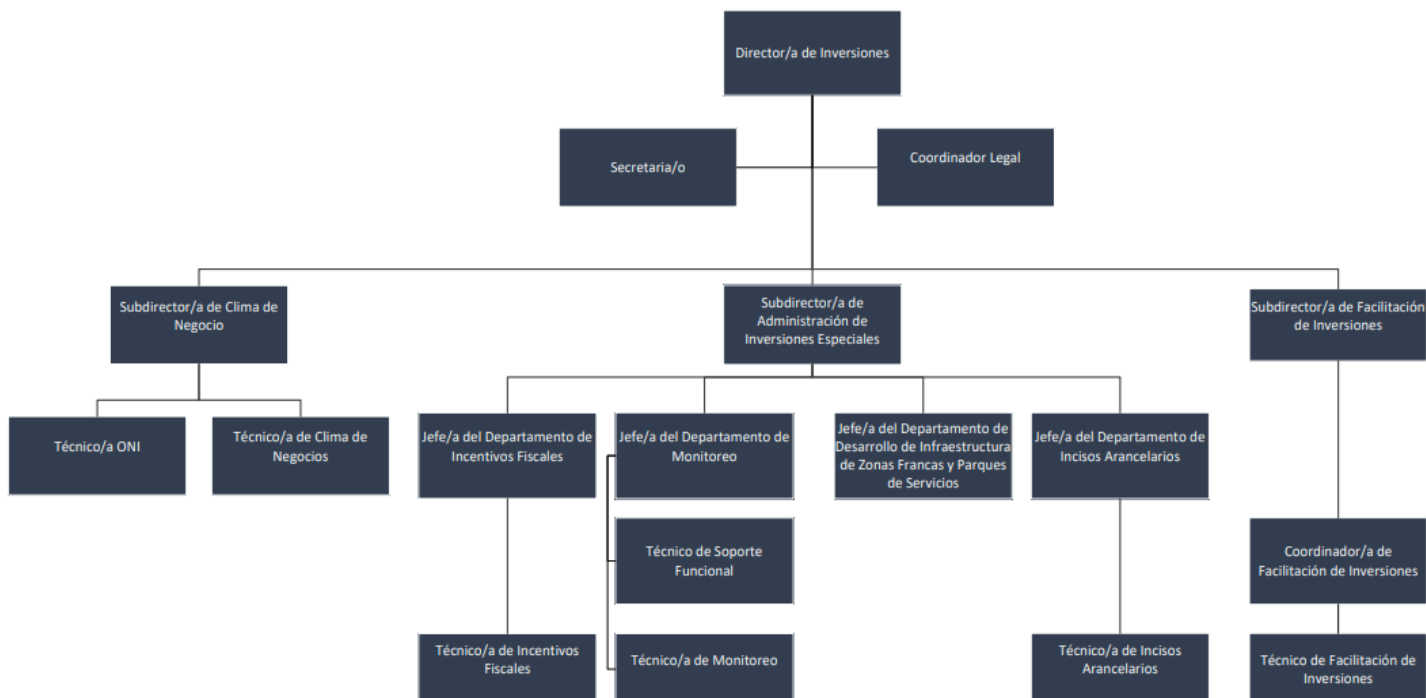 Director/a de Inversiones
Secretaria/o
Coordinador Legal
Subdirector/a de Clima de
Negocio
Subdirector/a de
Administración de
Inversiones Especiales
Subdirector/a de Facilitación
de Inversiones
Técnico/a ONI
Técnico/a de Clima de
Negocios
Jefe/a del Departamento de
Incentivos Fiscales
Jefe/a del Departamento de
Monitoreo
Jefe/a del Departamento de
Desarrollo de Infraestructura
de Zonas Francas y Parques
de Servicios
Jefe/a del Departamento de
Incisos Arancelarios
Técnico de Soporte
Funcional
Coordinador/a de
Facilitación de Inversiones
Técnico/a de Incentivos
Fiscales
Técnico/a de Monitoreo
Técnico/a de Incisos
Arancelarios
Técnico de Facilitación de
Inversiones